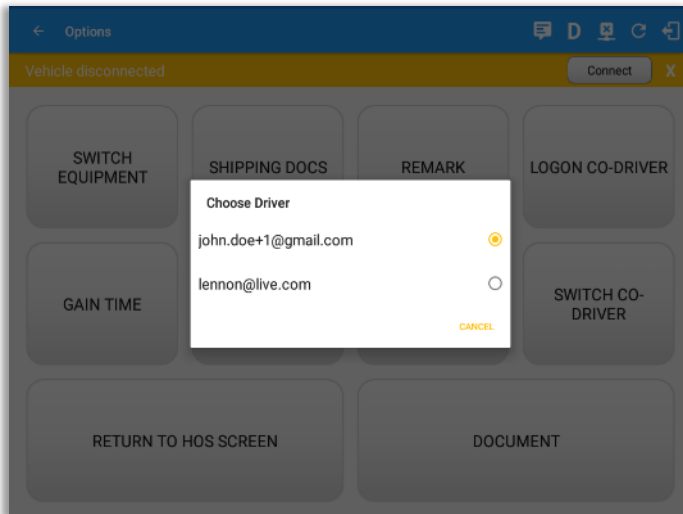 Options
D
Vehicle disconnected
Connect
X
SWITCH
EQUIPMENT
SHIPPING DOCS
REMARK
LOGON CO-DRIVER
Choose Driver
john.doe+1@gmail.com
lennon@live.com
CANCEL
GAIN TIME
SWITCH CO-
DRIVER
RETURN TO HOS SCREEN
DOCUMENT